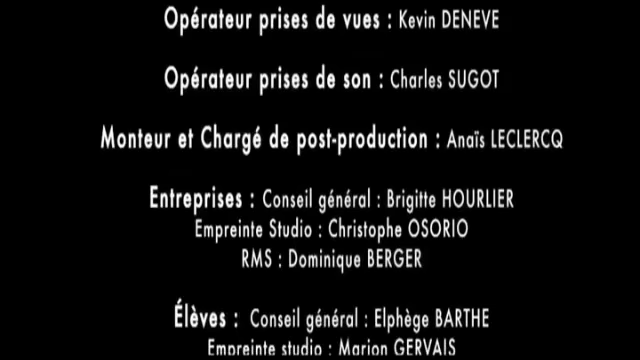 Opérateur prises de vues : Kevin DENEVE
Opérateur prises de son : Charles SUGOT
Monteur et Chargé de post-production : Anaïs LECLERCQ
Entreprises : Conseil général : Brigitte HOURLIER
Empreinte Studio : Christophe OSORIO
RMS : Dominique BERGER
Élèves : Conseil général : Elphège BARTHE
Empreinte studio : Marion GERVAIS